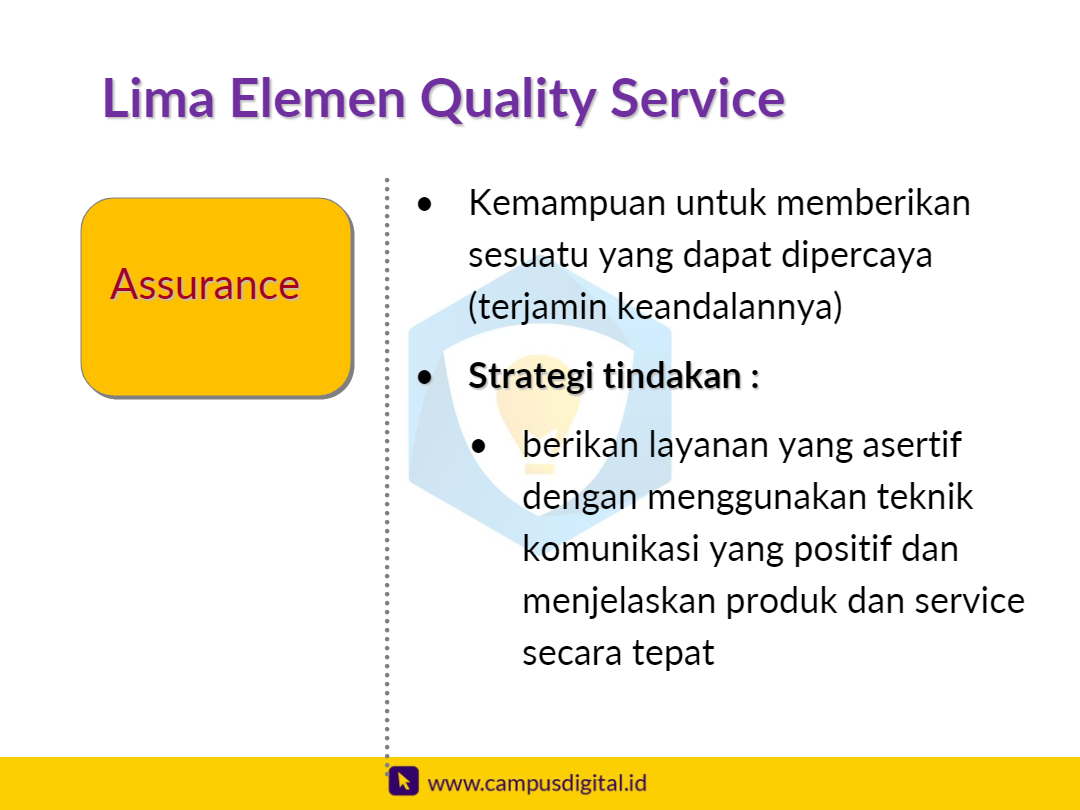 Lima Elemen Quality Service
Assurance
• Kemampuan untuk memberikan
sesuatu yang dapat dipercaya
(terjamin keandalannya)
• Strategi tindakan :
• berikan layanan yang asertif
dengan menggunakan teknik
komunikasi yang positif dan
menjelaskan produk dan service
secara tepat
www.campusdigital.id